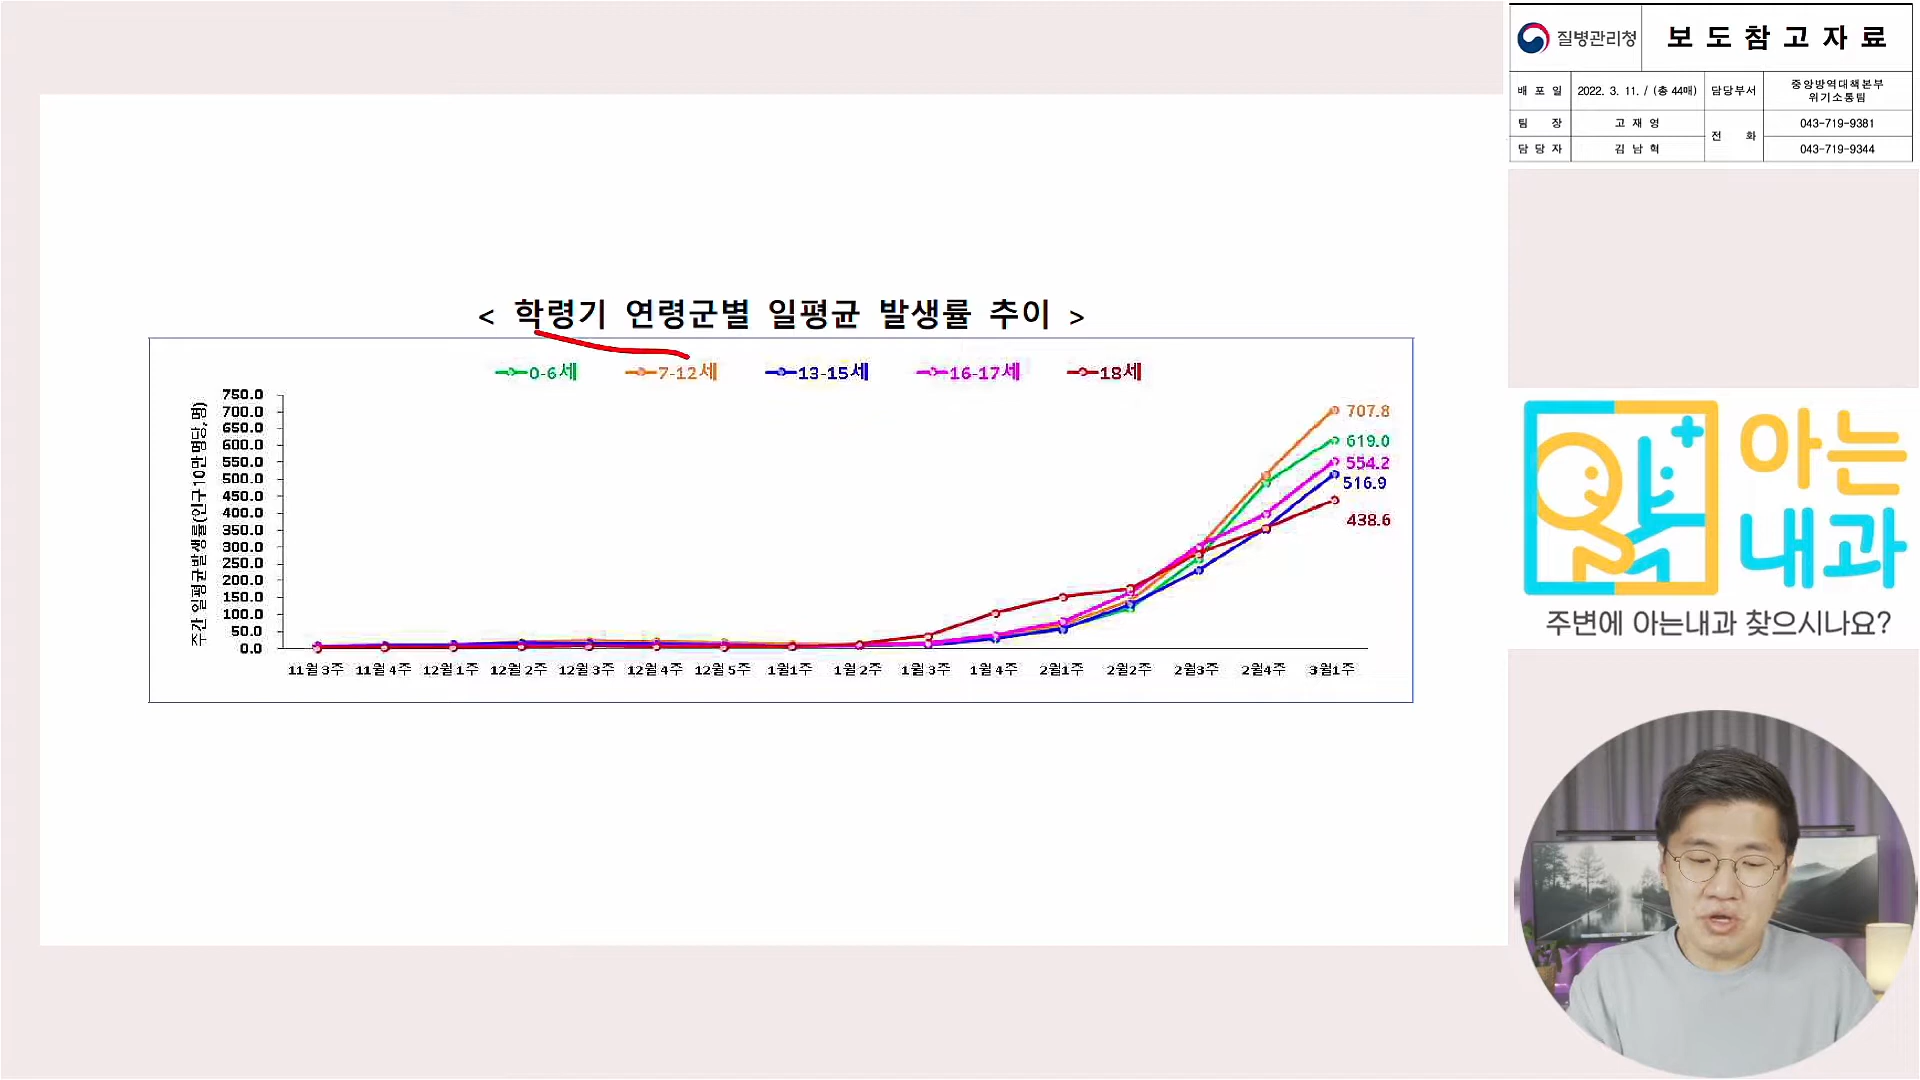 < 학령기 연령군별 일평균 발생률 추이 >
0-6세 7-12세 13-15세 16-17세 18세
주간 일평균발생률(인구10만명당,명)
750.0
700.0
650.0
600.0
550.0
500.0
450.0
400.0
350.0
300.0
250.0
200.0
150.0
100.0
50.0
0.0
707.8
619.0
554.2
516.9
438.6
11월3주 11월4주 12월1주 12월2주 12월3주 12월4주 12월5주 1월1주 1월2주 1월3주 1월4주 2월1주 2월2주 2월3주 2월4주 3월1주
질병관리청 보도참고자료
배포일 2022. 3. 11. / (총 44매) 담당부서 중앙방역대책본부
위기소통팀
팀 장 고재영 전 화 043-719-9381
담당자 김남혁 043-719-9344
아는
내과
주변에 아는내과 찾으시나요?